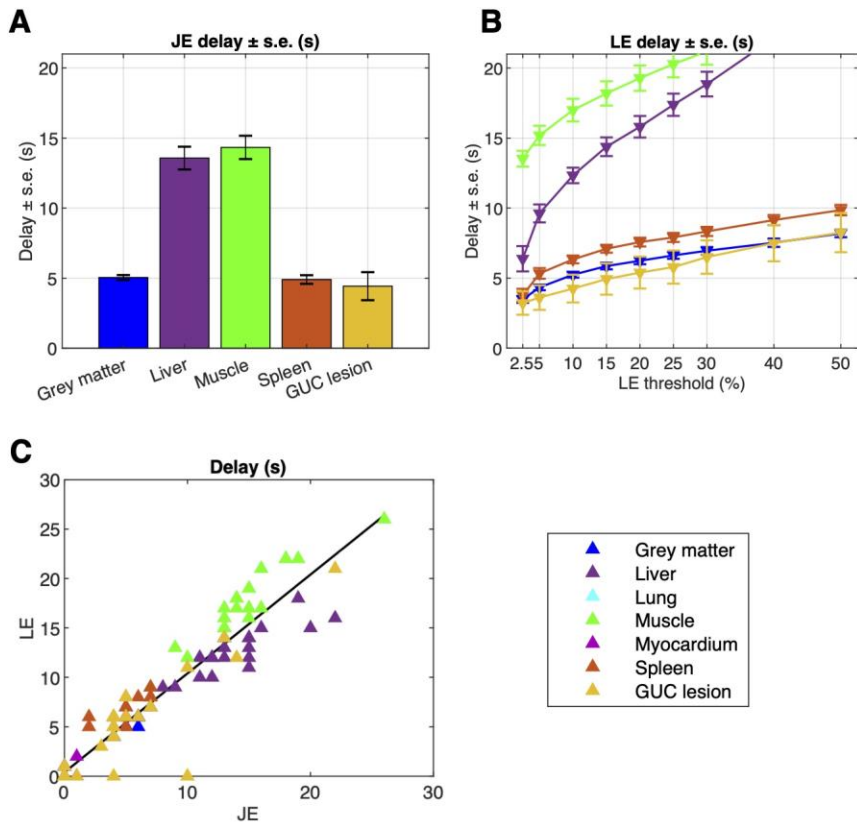 A
JE delay ± s.e. (s)
Delay ± s.e. (s)
20
15
10
5
0
Grey matter
Liver
Muscle
Spleen
GUC lesion
B
LE delay ± s.e. (s)
Delay ± s.e. (s)
20
15
10
5
0
2.55 10 15 20 25 30 40 50
LE threshold (%)
C
Delay (s)
LE
30
25
20
15
10
5
0
0 10 20 30
JE
Grey matter
Liver
Lung
Muscle
Myocardium
Spleen
GUC lesion